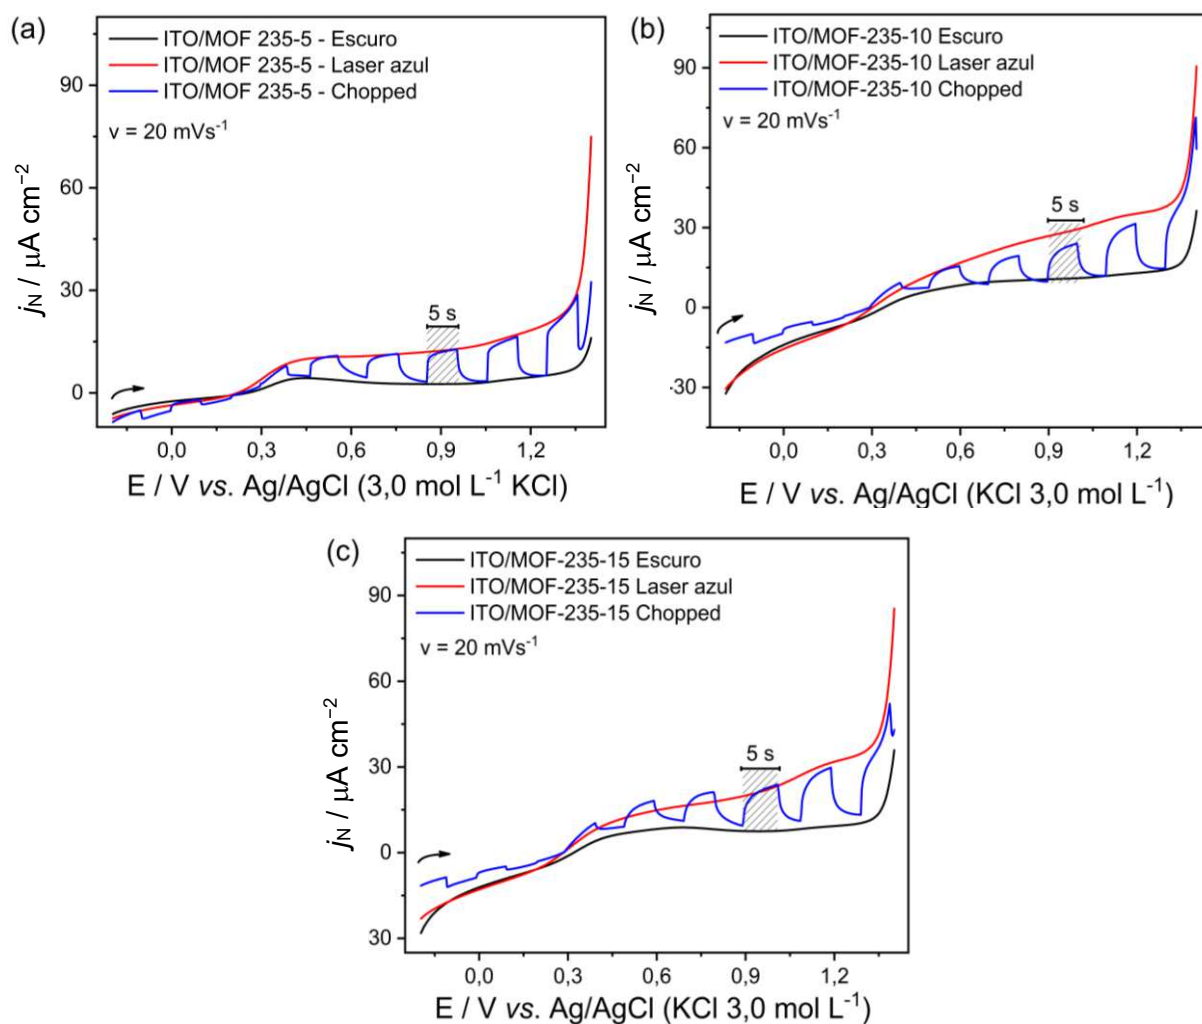 (a)
ITO/MOF 235-5 - Escuro
ITO/MOF 235-5 - Laser azul
ITO/MOF 235-5 - Chopped
v = 20 mVs⁻¹
5 s
90
60
30
0
j_N / µA cm⁻²
0,0 0,3 0,6 0,9 1,2
E / V vs. Ag/AgCl (3,0 mol L⁻¹ KCl)
(b)
ITO/MOF-235-10 Escuro
ITO/MOF-235-10 Laser azul
ITO/MOF-235-10 Chopped
v = 20 mVs⁻¹
5 s
90
60
30
0
-30
j_N / µA cm⁻²
0,0 0,3 0,6 0,9 1,2
E / V vs. Ag/AgCl (KCl 3,0 mol L⁻¹)
(c)
ITO/MOF-235-15 Escuro
ITO/MOF-235-15 Laser azul
ITO/MOF-235-15 Chopped
v = 20 mVs⁻¹
5 s
90
60
30
0
30
j_N / µA cm⁻²
0,0 0,3 0,6 0,9 1,2
E / V vs. Ag/AgCl (KCl 3,0 mol L⁻¹)